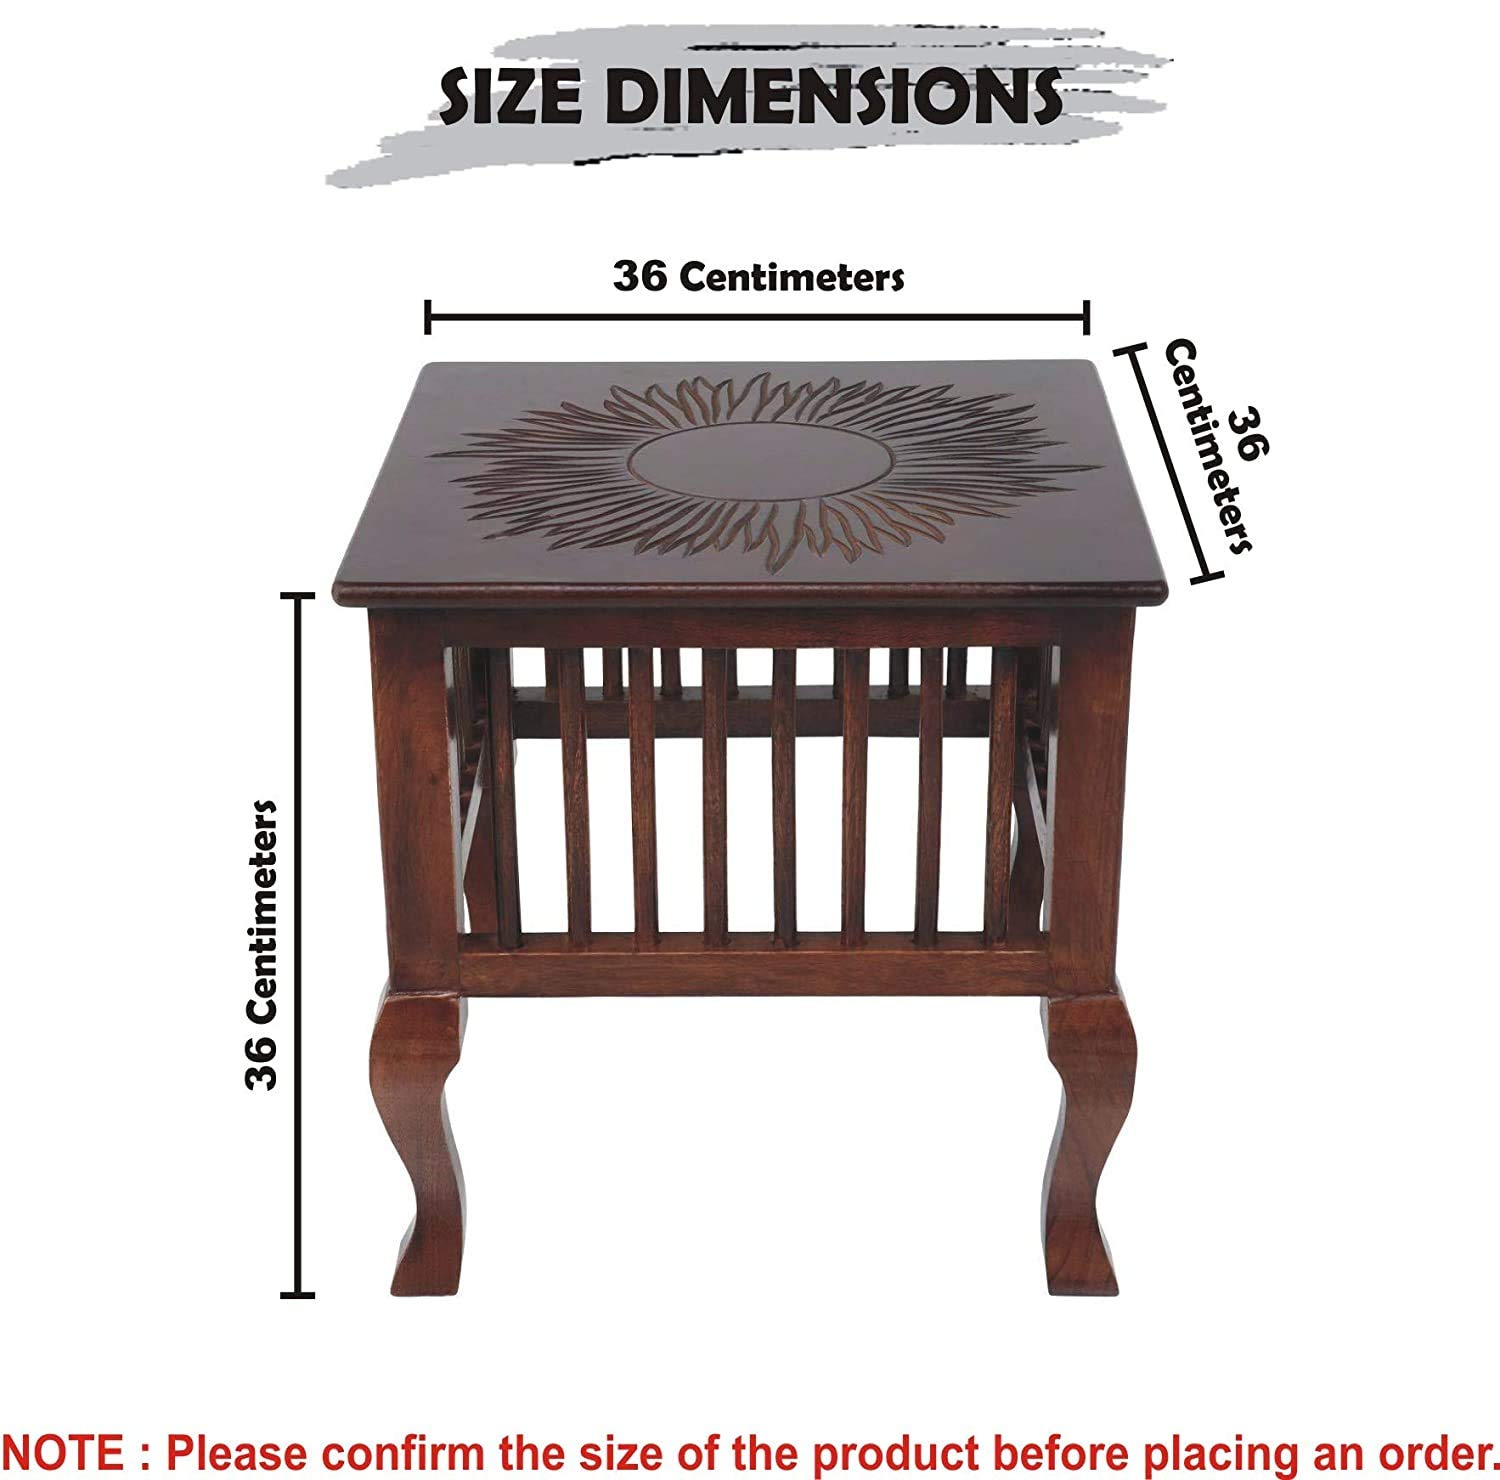 SIZE DIMENSIONS
36 Centimeters
36
Centimeters
36 Centimeters
NOTE : Please confirm the size of the product before placing an order.